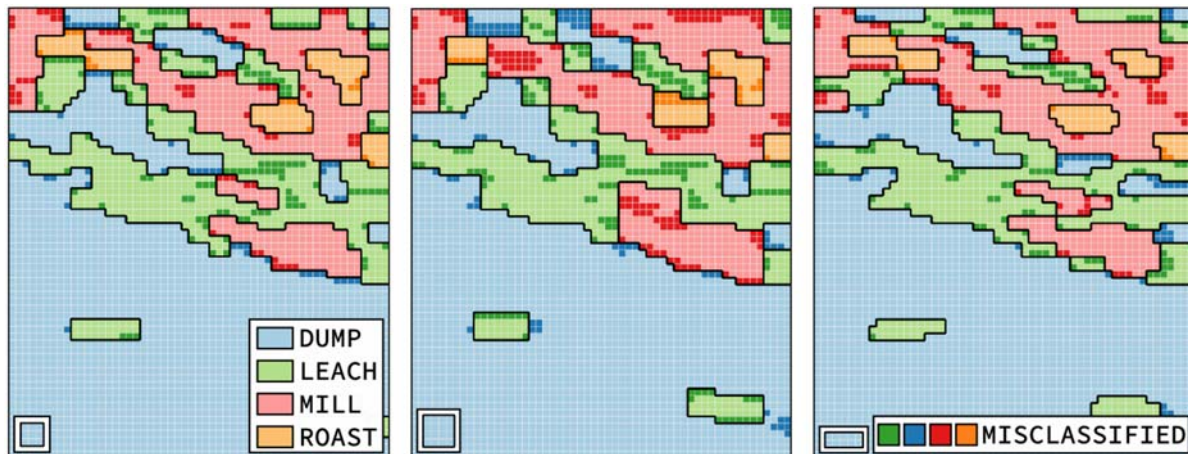 DUMP
LEACH
MILL
ROAST
MISCLASSIFIED